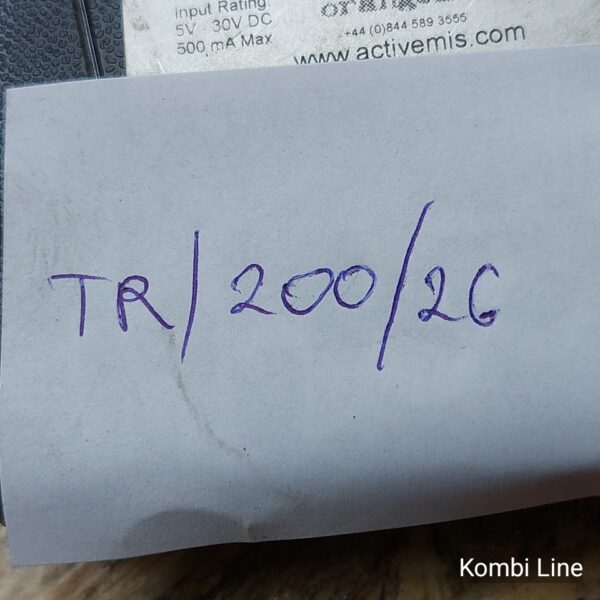 Input Rating
5V 30V DC
500 mA Max
+44 (0)844 589 3555
www.activemis.com
TR/200/26
Kombi Line